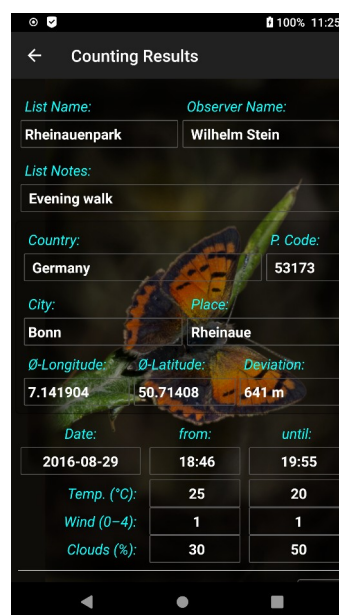 100% 11:25
Counting Results
List Name: Observer Name:
Rheinauenpark Wilhelm Stein
List Notes:
Evening walk
Country: P. Code:
Germany 53173
City: Place:
Bonn Rheinaue
Ø-Longitude: Ø-Latitude: Deviation:
7.141904 50.71408 641 m
Date: from: until:
2016-08-29 18:46 19:55
Temp. (°C): 25 20
Wind (0–4): 1 1
Clouds (%): 30 50